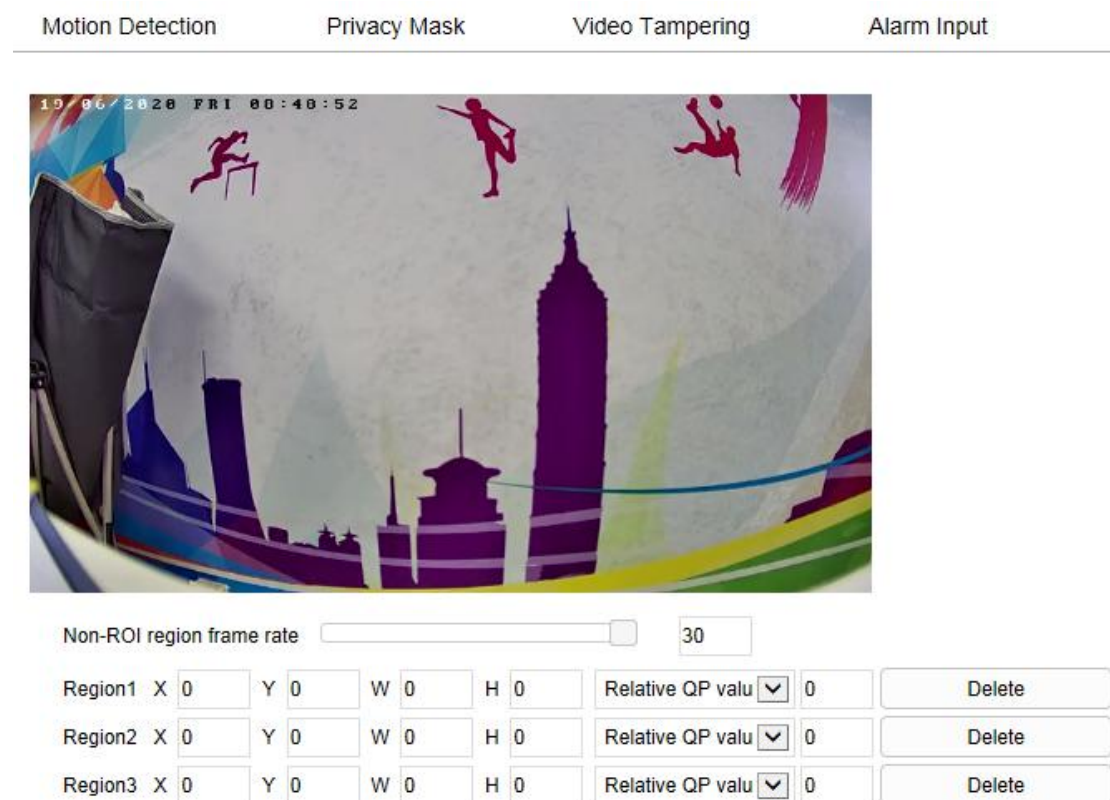 Motion Detection Privacy Mask Video Tampering Alarm Input
19/06/2020 FRI 00:40:52
Non-ROI region frame rate 30
Region1 X 0 Y 0 W 0 H 0 Relative QP valu 0 Delete
Region2 X 0 Y 0 W 0 H 0 Relative QP valu 0 Delete
Region3 X 0 Y 0 W 0 H 0 Relative QP valu 0 Delete